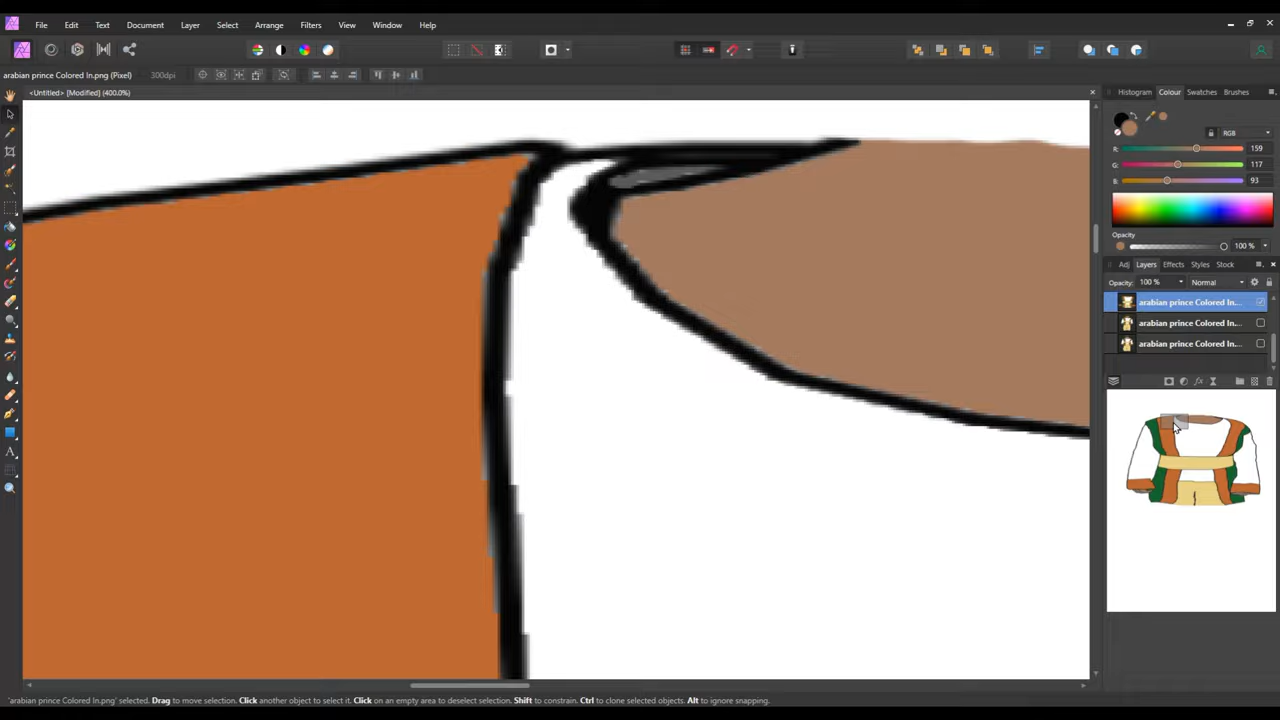 File Edit Text Document Layer Select Arrange Filters View Window Help
arabian prince Colored In.png (Pixel) 300dpi
<Untitled> [Modified] (400.0%)
Histogram Colour Swatches Brushes
RGB
R: 159
G: 117
B: 93
Opacity
100 %
Adj Layers Effects Styles Stock
Opacity: 100 % Normal
arabian prince Colored In....
arabian prince Colored In....
arabian prince Colored In....
'arabian prince Colored In.png' selected. Drag to move selection. Click another object to select it. Click on an empty area to deselect selection. Shift to constrain. Ctrl to clone selected objects. Alt to ignore snapping.